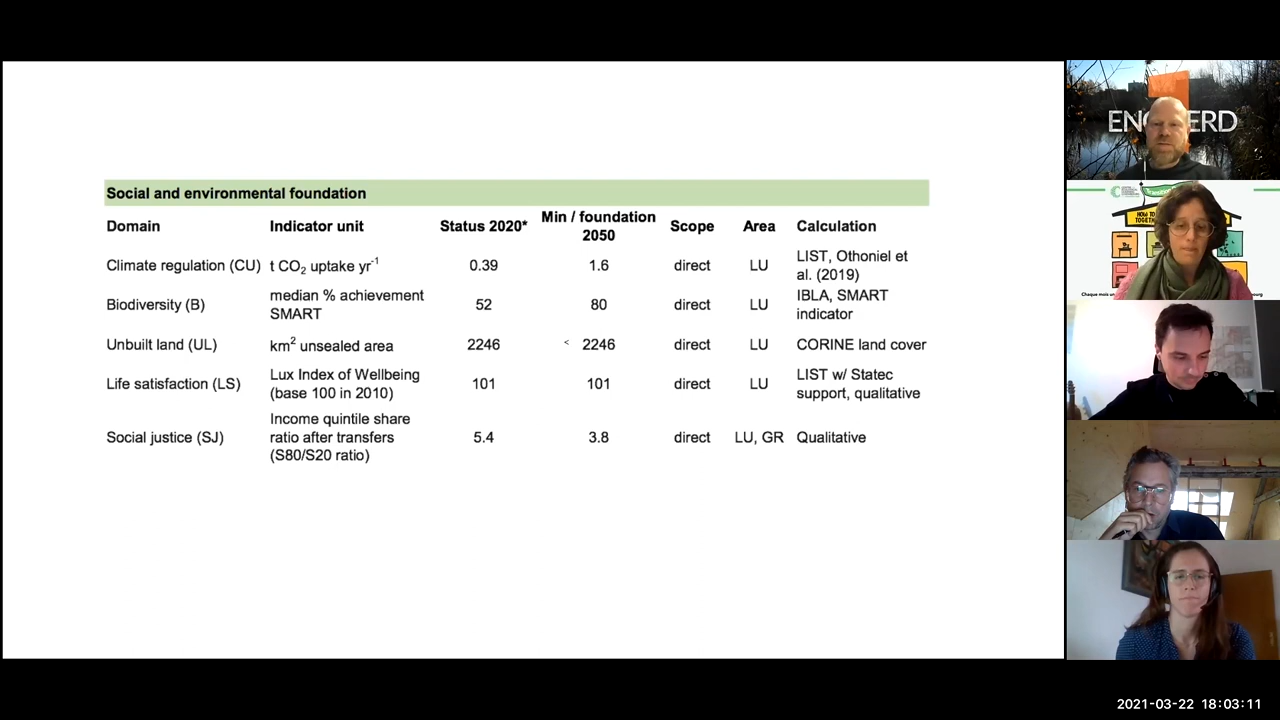 Social and environmental foundation
Domain Indicator unit Status 2020* Min / foundation 2050 Scope Area Calculation
Climate regulation (CU) t CO₂ uptake yr⁻¹ 0.39 1.6 direct LU LIST, Othoniel et al. (2019)
Biodiversity (B) median % achievement SMART 52 80 direct LU IBLA, SMART indicator
Unbuilt land (UL) km² unsealed area 2246 < 2246 direct LU CORINE land cover
Life satisfaction (LS) Lux Index of Wellbeing (base 100 in 2010) 101 101 direct LU LIST w/ Statec support, qualitative
Social justice (SJ) Income quintile share ratio after transfers (S80/S20 ratio) 5.4 3.8 direct LU, GR Qualitative
HOW TO
Chaque mois
2021-03-22 18:03:11